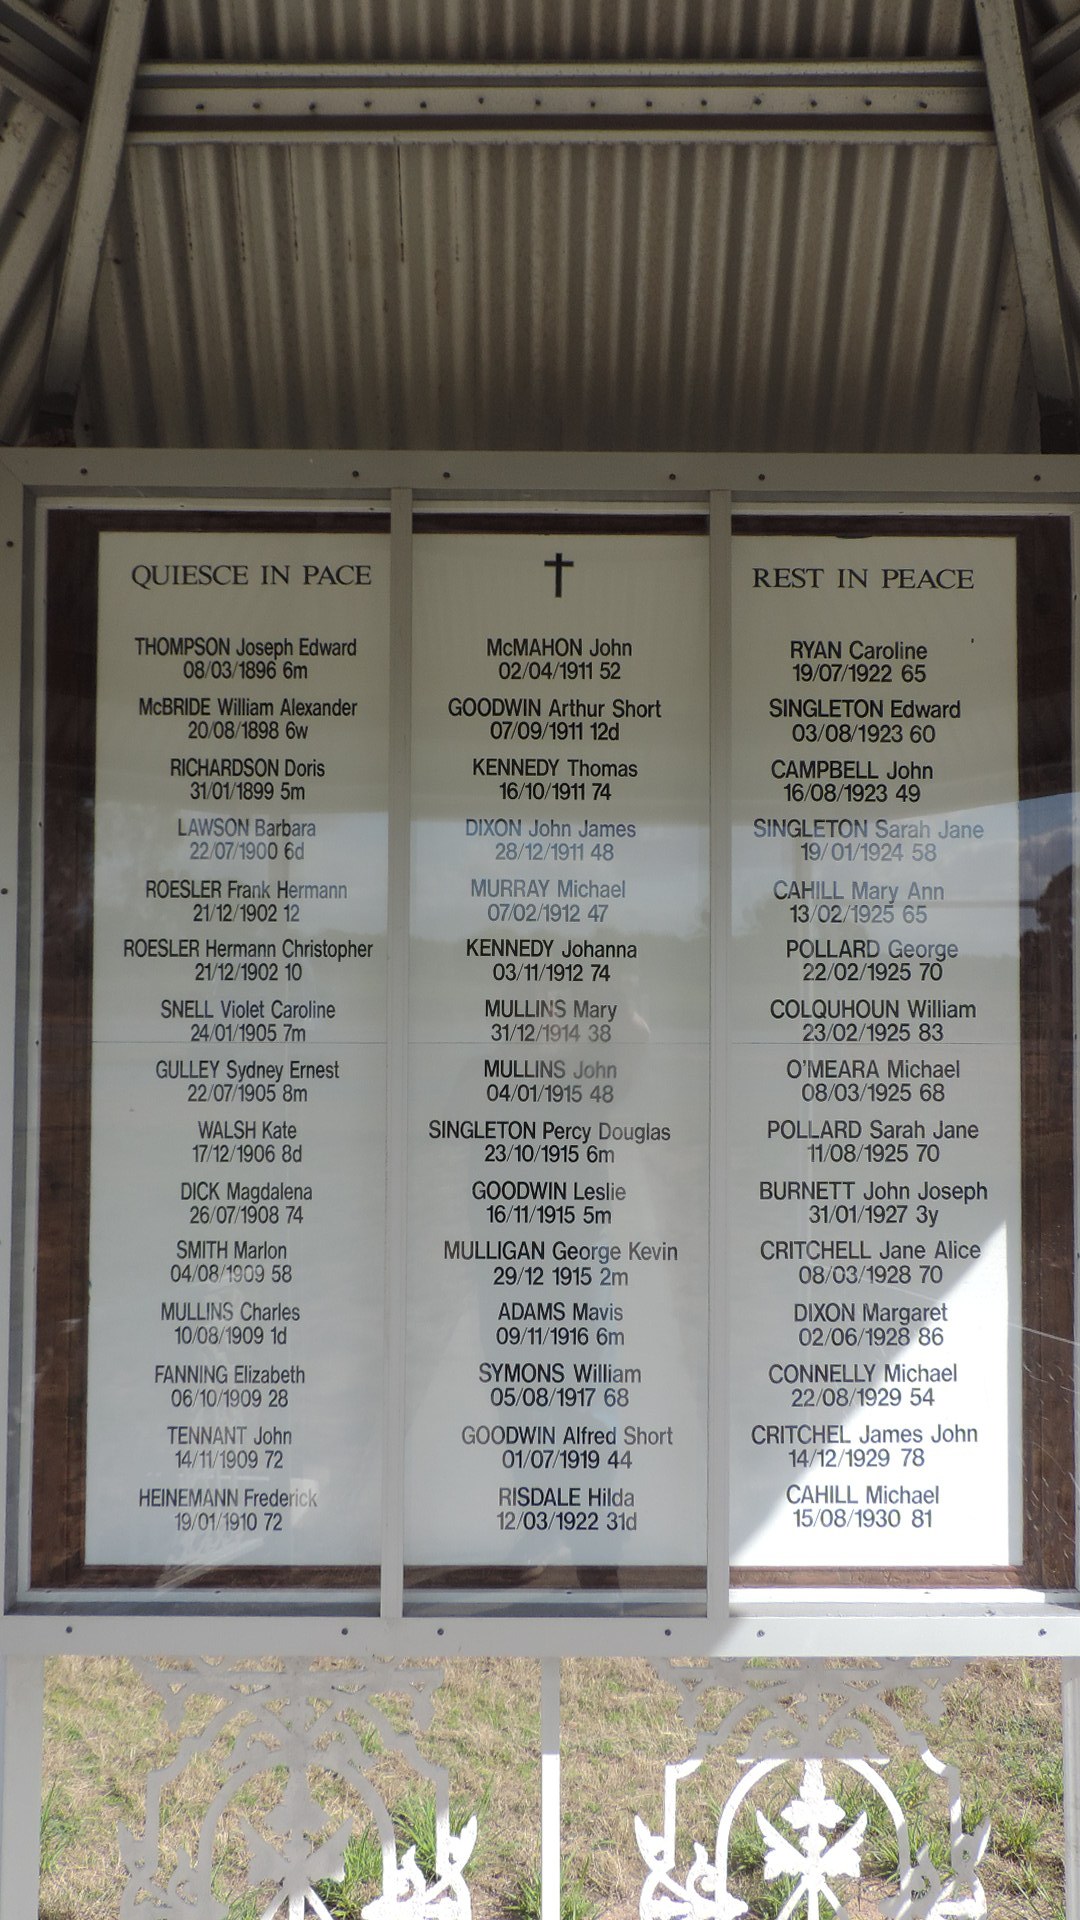 QUIESCE IN PACE
THOMPSON Joseph Edward
08/03/1896 6m
McBRIDE William Alexander
20/08/1898 6w
RICHARDSON Doris
31/01/1899 5m
LAWSON Barbara
22/07/1900 6d
ROESLER Frank Hermann
21/12/1902 12
ROESLER Hermann Christopher
21/12/1902 10
SNELL Violet Caroline
24/01/1905 7m
GULLEY Sydney Ernest
22/07/1905 8m
WALSH Kate
17/12/1906 8d
DICK Magdalena
26/07/1908 74
SMITH Marlon
04/08/1909 58
MULLINS Charles
10/08/1909 1d
FANNING Elizabeth
06/10/1909 28
TENNANT John
14/11/1909 72
HEINEMANN Frederick
19/01/1910 72
McMAHON John
02/04/1911 52
GOODWIN Arthur Short
07/09/1911 12d
KENNEDY Thomas
16/10/1911 74
DIXON John James
28/12/1911 48
MURRAY Michael
07/02/1912 47
KENNEDY Johanna
03/11/1912 74
MULLINS Mary
31/12/1914 38
MULLINS John
04/01/1915 48
SINGLETON Percy Douglas
23/10/1915 6m
GOODWIN Leslie
16/11/1915 5m
MULLIGAN George Kevin
29/12 1915 2m
ADAMS Mavis
09/11/1916 6m
SYMONS William
05/08/1917 68
GOODWIN Alfred Short
01/07/1919 44
RISDALE Hilda
12/03/1922 31d
REST IN PEACE
RYAN Caroline
19/07/1922 65
SINGLETON Edward
03/08/1923 60
CAMPBELL John
16/08/1923 49
SINGLETON Sarah Jane
19/01/1924 58
CAHILL Mary Ann
13/02/1925 65
POLLARD George
22/02/1925 70
COLQUHOUN William
23/02/1925 83
O'MEARA Michael
08/03/1925 68
POLLARD Sarah Jane
11/08/1925 70
BURNETT John Joseph
31/01/1927 3y
CRITCHELL Jane Alice
08/03/1928 70
DIXON Margaret
02/06/1928 86
CONNELLY Michael
22/08/1929 54
CRITCHEL James John
14/12/1929 78
CAHILL Michael
15/08/1930 81